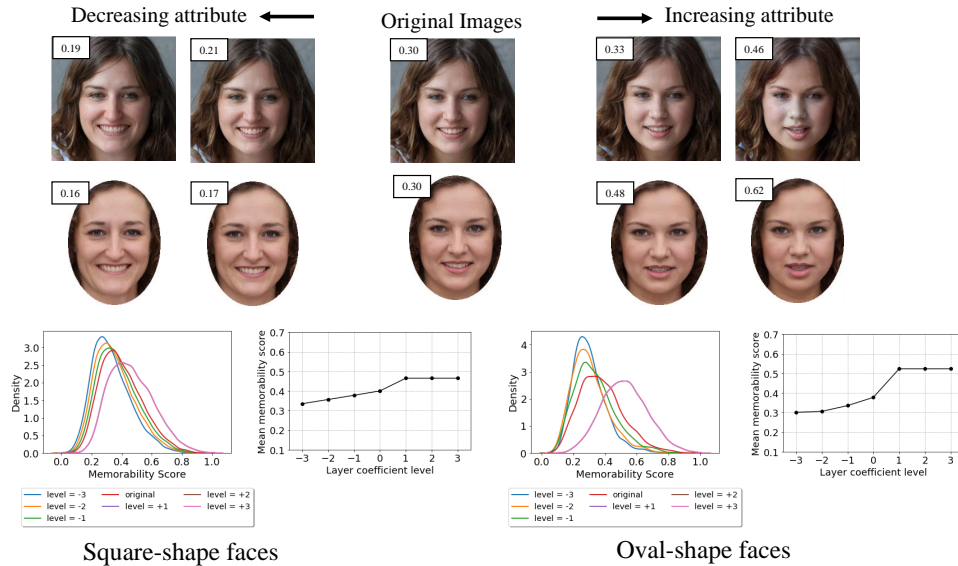 Decreasing attribute
Original Images
Increasing attribute
0.19
0.21
0.30
0.33
0.46
0.16
0.17
0.30
0.48
0.62
Density
3.0
2.5
2.0
1.5
1.0
0.5
0.0
0.0 0.2 0.4 0.6 0.8 1.0
Memorability Score
level = -3
level = -2
level = -1
original
level = +1
level = +2
level = +3
Mean memorability score
0.7
0.6
0.5
0.4
0.3
0.2
0.1
−3 −2 −1 0 1 2 3
Layer coefficient level
Density
4
3
2
1
0
0.0 0.2 0.4 0.6 0.8 1.0
Memorability Score
level = -3
level = -2
level = -1
original
level = +1
level = +2
level = +3
Mean memorability score
0.7
0.6
0.5
0.4
0.3
0.2
0.1
−3 −2 −1 0 1 2 3
Layer coefficient level
Square-shape faces
Oval-shape faces